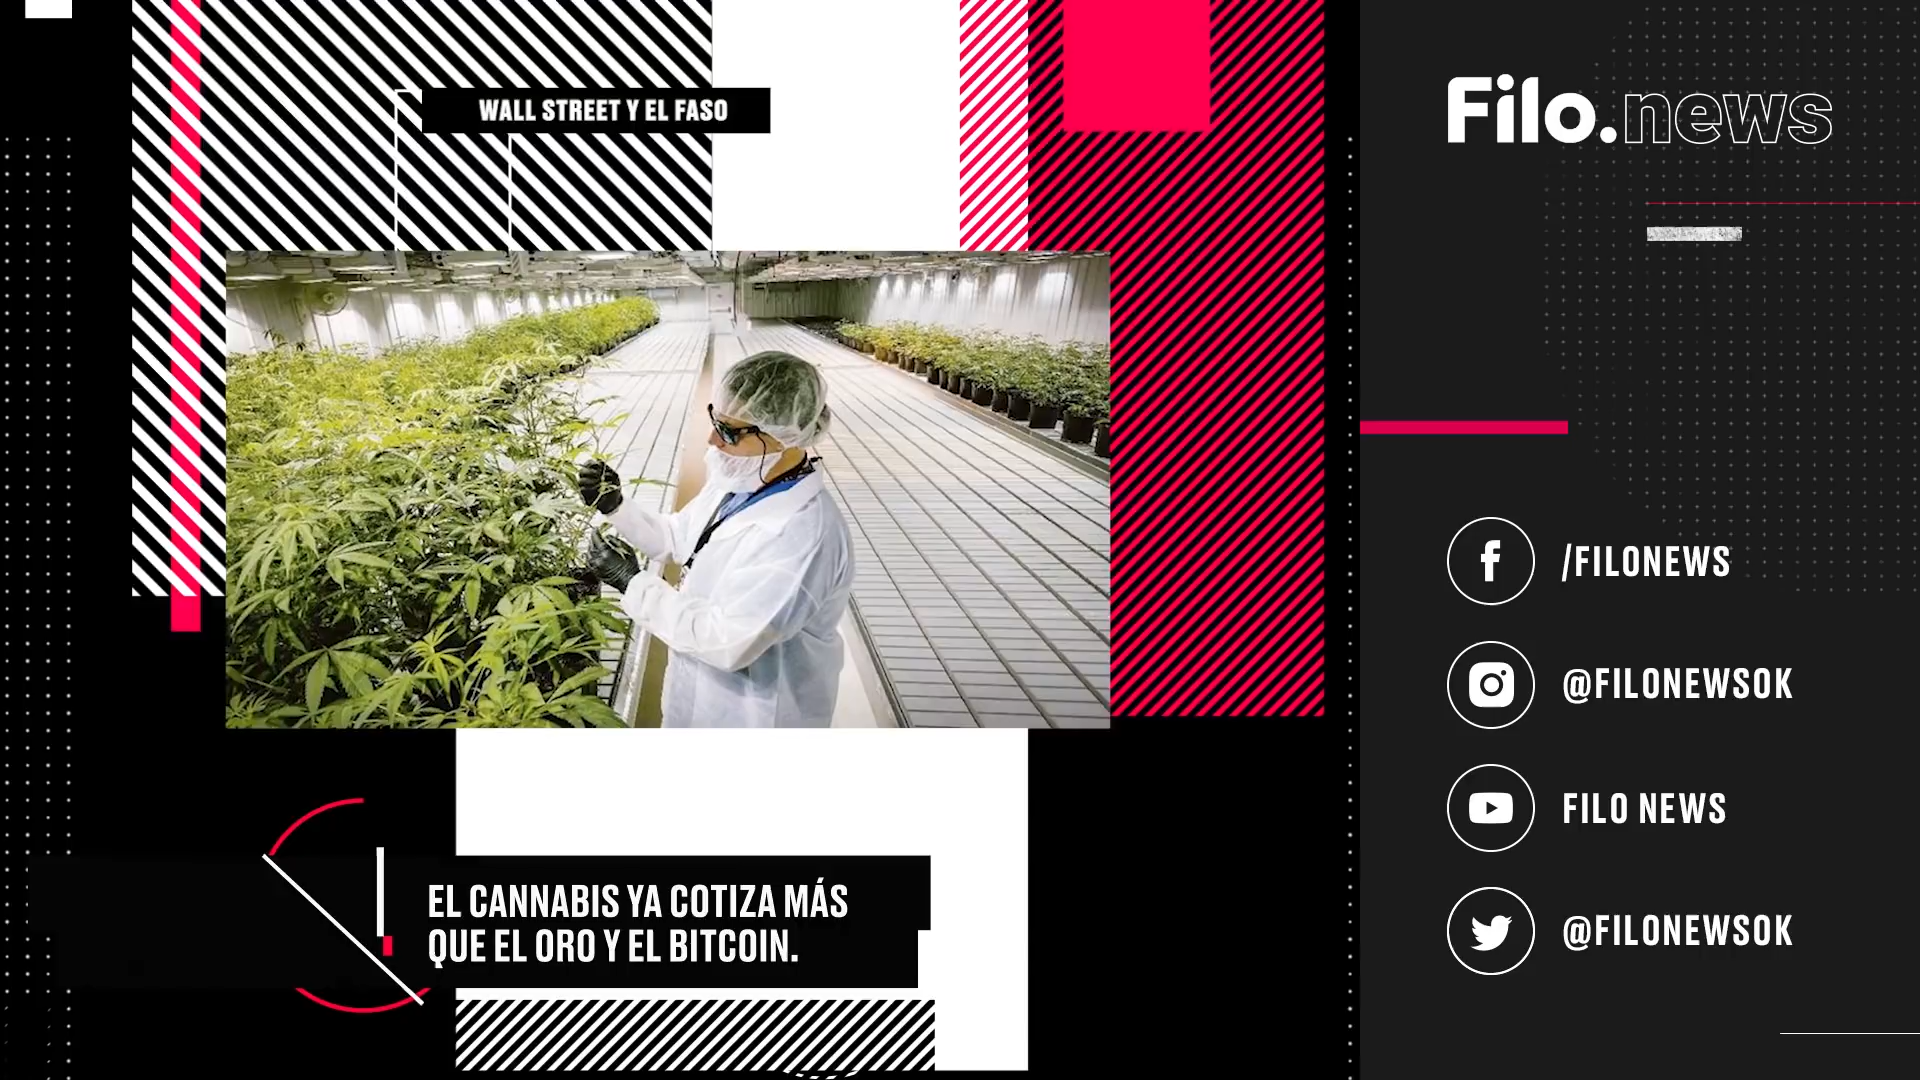 WALL STREET Y EL FASO
EL CANNABIS YA COTIZA MÁS
QUE EL ORO Y EL BITCOIN.
Filo.news
/FILONEWS
@FILONEWSOK
FILO NEWS
@FILONEWSOK